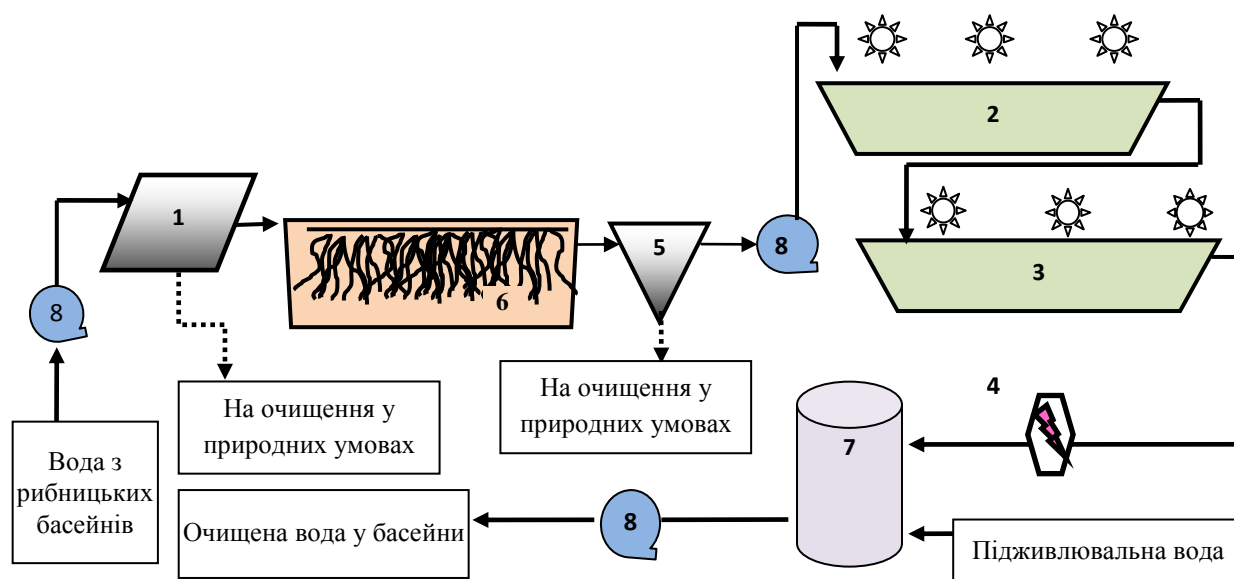 2
1
5
8
3
6
8
4
На очищення у
природних умовах
На очищення у
природних умовах
7
Вода з
рибницьких
басейнів
Очищена вода у басейни
8
Підживлювальна вода